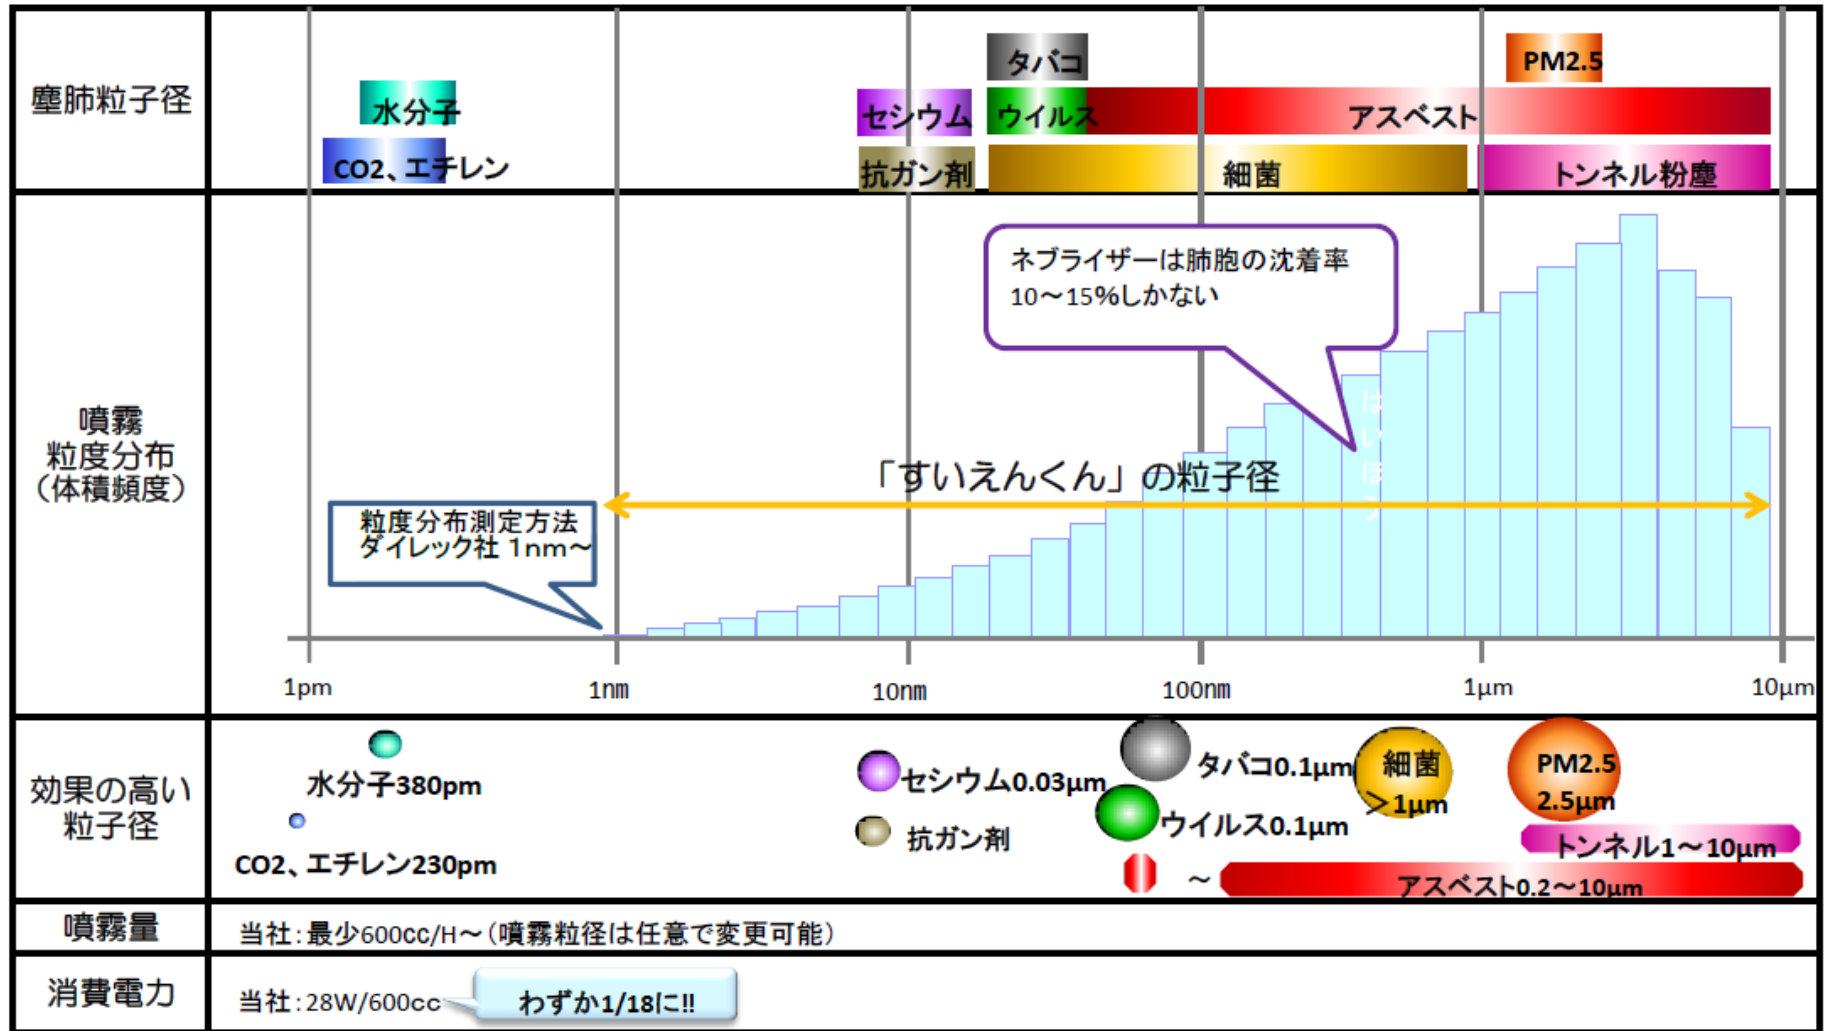 塵肺粒子径
タバコ
PM2.5
水分子
セシウム
ウイルス
アスベスト
CO2、エチレン
抗ガン剤
細菌
トンネル粉塵
噴霧
粒度分布
（体積頻度）
ネブライザーは肺胞の沈着率
10～15%しかない
はいほう
「すいえんくん」の粒子径
粒度分布測定方法
ダイレック社 1nm～
1pm
1nm
10nm
100nm
1μm
10μm
効果の高い
粒子径
水分子380pm
CO2、エチレン230pm
セシウム0.03μm
抗ガン剤
タバコ0.1μm
ウイルス0.1μm
細菌
＞1μm
PM2.5
2.5μm
トンネル1～10μm
～
アスベスト0.2～10μm
噴霧量
当社：最少600cc/H～（噴霧粒径は任意で変更可能）
消費電力
当社：28W/600cc
わずか1/18に!!